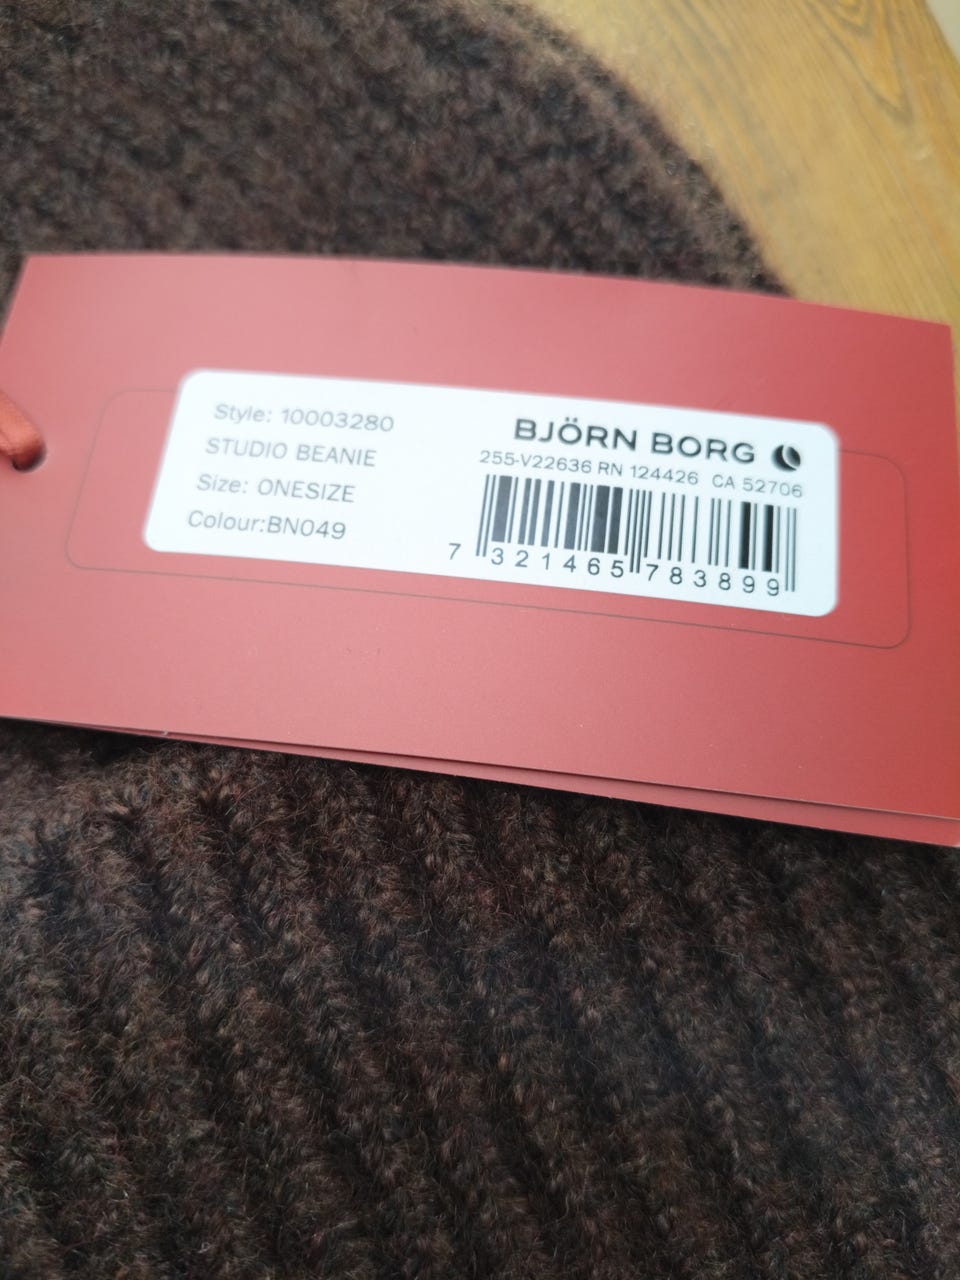 Style: 10003280
STUDIO BEANIE
Size: ONESIZE
Colour:BN049
BJÖRN BORG
255-V22636 RN 124426 CA 52706
7 321465 783899